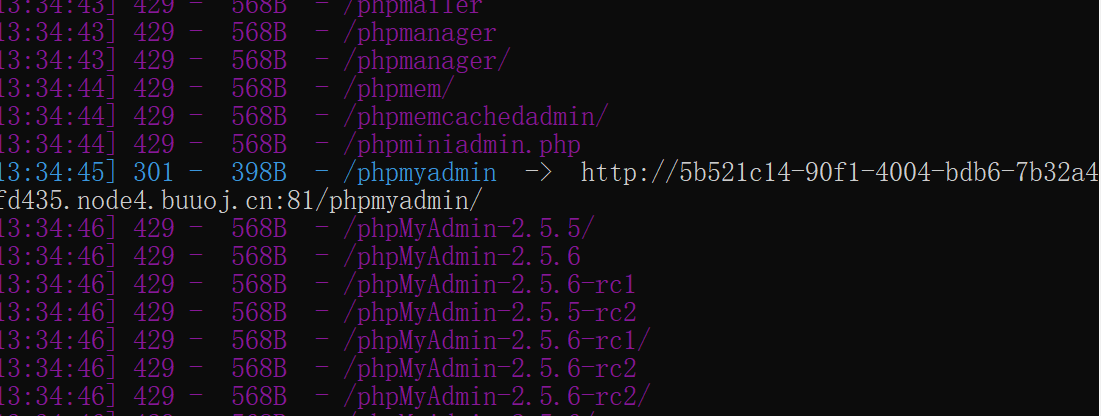 13:34:43] 429 -  568B  - /phpmailer
13:34:43] 429 -  568B  - /phpmanager
13:34:43] 429 -  568B  - /phpmanager/
13:34:44] 429 -  568B  - /phpmem/
13:34:44] 429 -  568B  - /phpmemcachedadmin/
13:34:44] 429 -  568B  - /phpminiadmin.php
13:34:45] 301 -  398B  - /phpmyadmin  ->  http://5b521c14-90f1-4004-bdb6-7b32a4
fd435.node4.buuoj.cn:81/phpmyadmin/
13:34:46] 429 -  568B  - /phpMyAdmin-2.5.5/
13:34:46] 429 -  568B  - /phpMyAdmin-2.5.6
13:34:46] 429 -  568B  - /phpMyAdmin-2.5.6-rc1
13:34:46] 429 -  568B  - /phpMyAdmin-2.5.5-rc2
13:34:46] 429 -  568B  - /phpMyAdmin-2.5.6-rc1/
13:34:46] 429 -  568B  - /phpMyAdmin-2.5.6-rc2
13:34:46] 429 -  568B  - /phpMyAdmin-2.5.6-rc2/